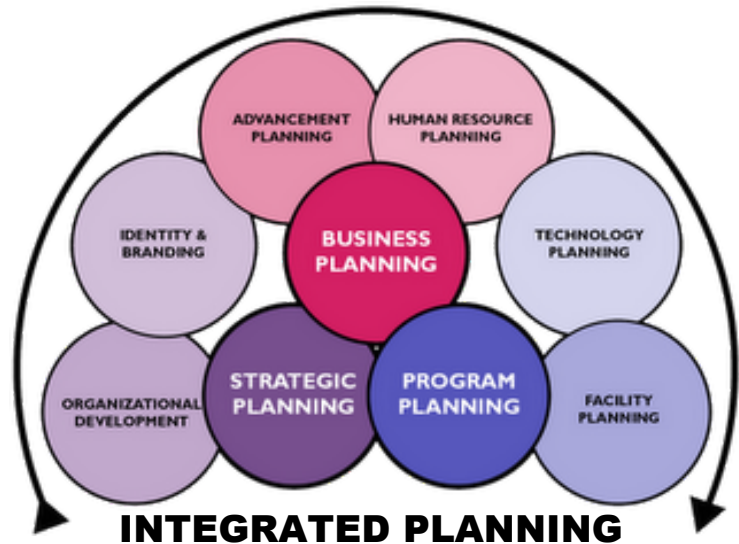 ADVANCEMENT
PLANNING
HUMAN RESOURCE
PLANNING
IDENTITY &
BRANDING
BUSINESS
PLANNING
TECHNOLOGY
PLANNING
ORGANIZATIONAL
DEVELOPMENT
STRATEGIC
PLANNING
PROGRAM
PLANNING
FACILITY
PLANNING
INTEGRATED PLANNING